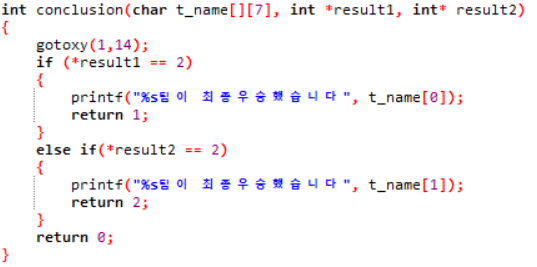 int conclusion(char t_name[][7], int *result1, int* result2)
{
    gotoxy(1,14);
    if (*result1 == 2)
    {
        printf("%s팀이 최종우승했습니다", t_name[0]);
        return 1;
    }
    else if(*result2 == 2)
    {
        printf("%s팀이 최종우승했습니다", t_name[1]);
        return 2;
    }
    return 0;
}